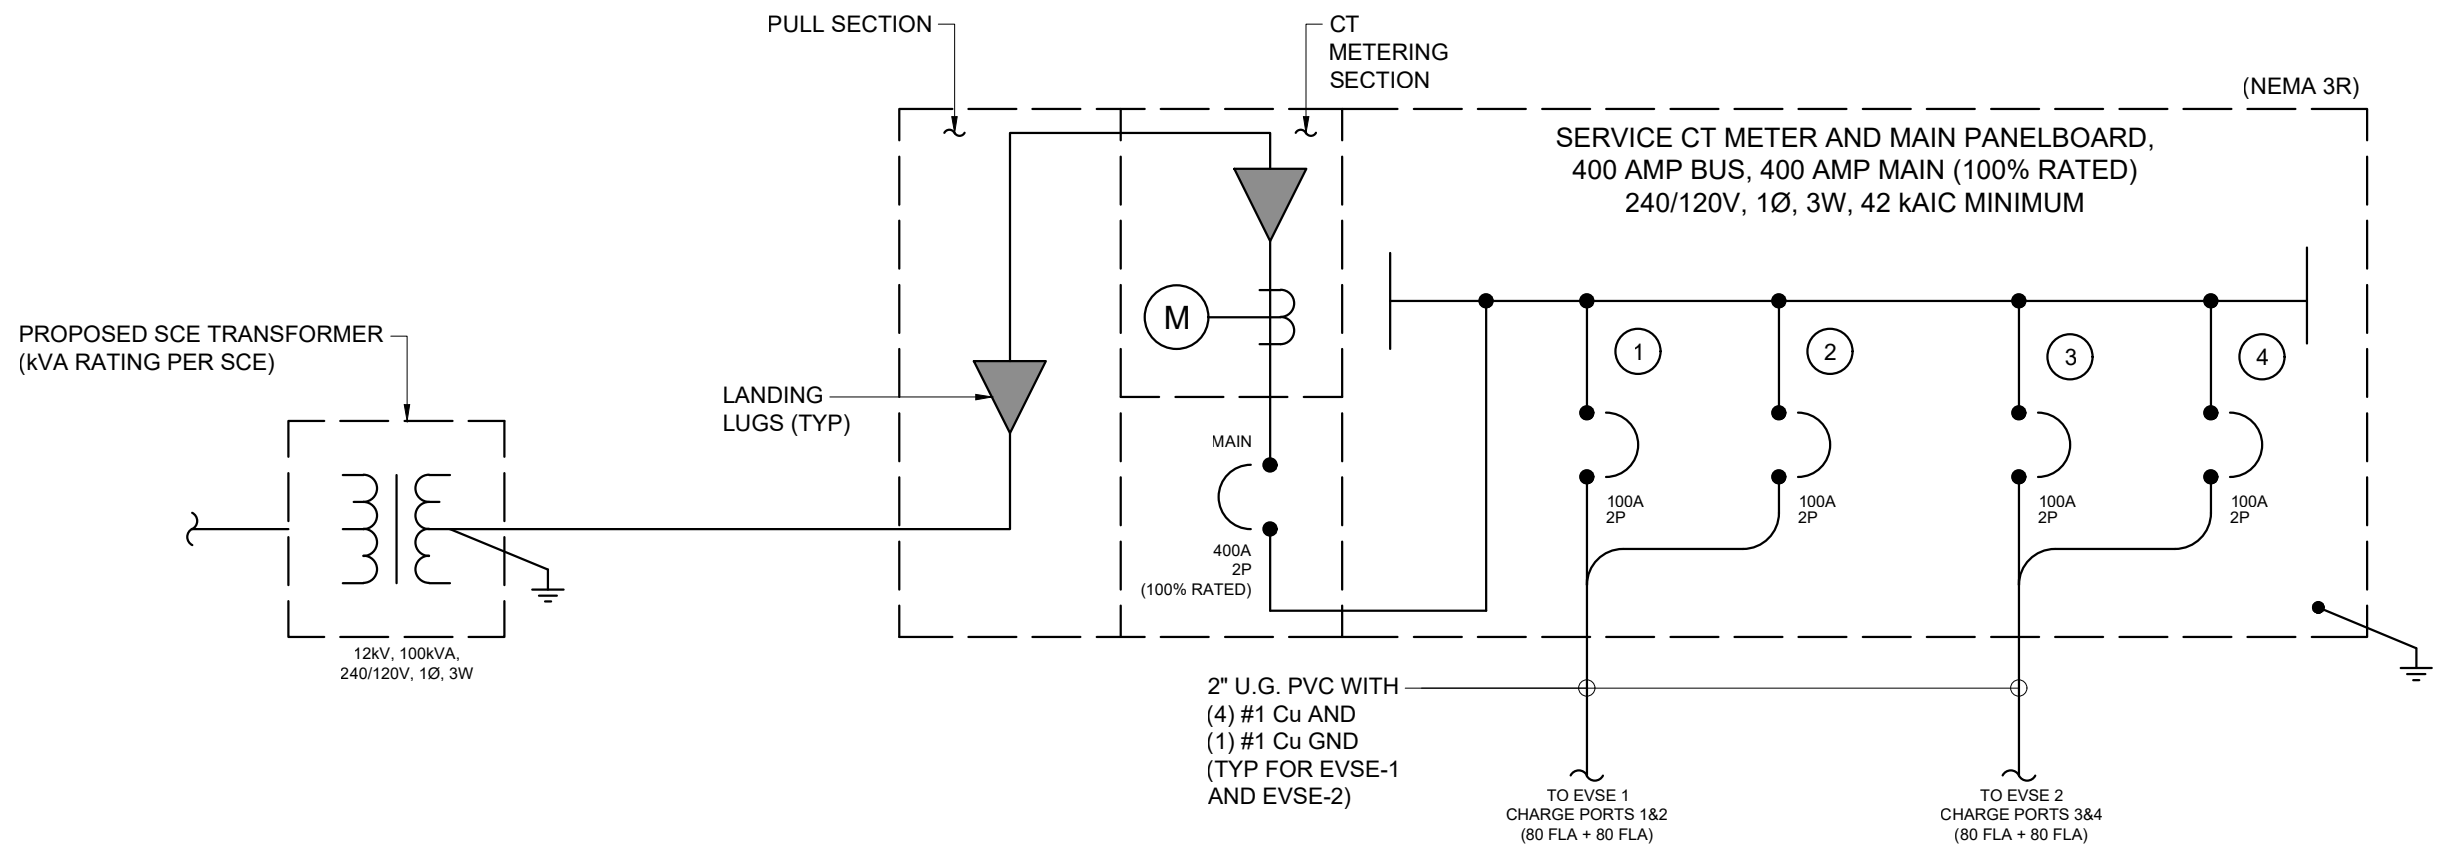 PULL SECTION
CT
METERING
SECTION
(NEMA 3R)
SERVICE CT METER AND MAIN PANELBOARD,
400 AMP BUS, 400 AMP MAIN (100% RATED)
240/120V, 1Ø, 3W, 42 kAIC MINIMUM
PROPOSED SCE TRANSFORMER
(kVA RATING PER SCE)
LANDING
LUGS (TYP)
M
1
2
3
4
MAIN
400A
2P
(100% RATED)
100A
2P
100A
2P
100A
2P
100A
2P
12kV, 100kVA,
240/120V, 1Ø, 3W
2" U.G. PVC WITH
(4) #1 Cu AND
(1) #1 Cu GND
(TYP FOR EVSE-1
AND EVSE-2)
TO EVSE 1
CHARGE PORTS 1&2
(80 FLA + 80 FLA)
TO EVSE 2
CHARGE PORTS 3&4
(80 FLA + 80 FLA)